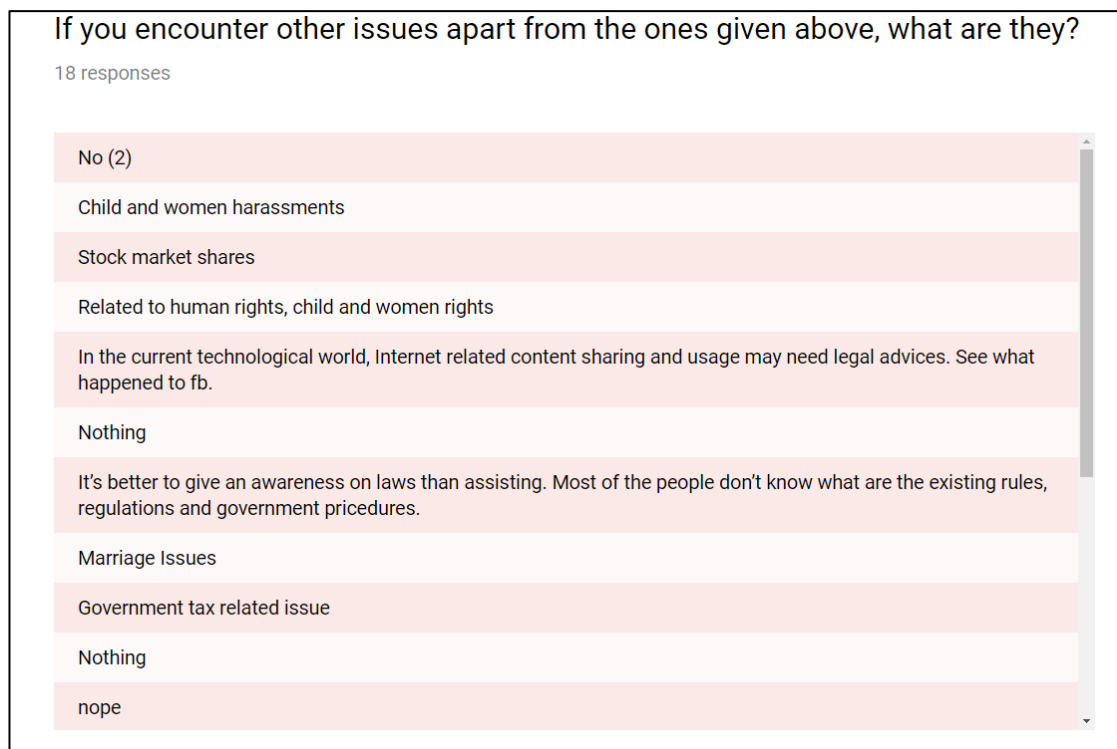 If you encounter other issues apart from the ones given above, what are they?
18 responses
No (2)
Child and women harassments
Stock market shares
Related to human rights, child and women rights
In the current technological world, Internet related content sharing and usage may need legal advices. See what
happened to fb.
Nothing
It’s better to give an awareness on laws than assisting. Most of the people don’t know what are the existing rules,
regulations and government pricedures.
Marriage Issues
Government tax related issue
Nothing
nope